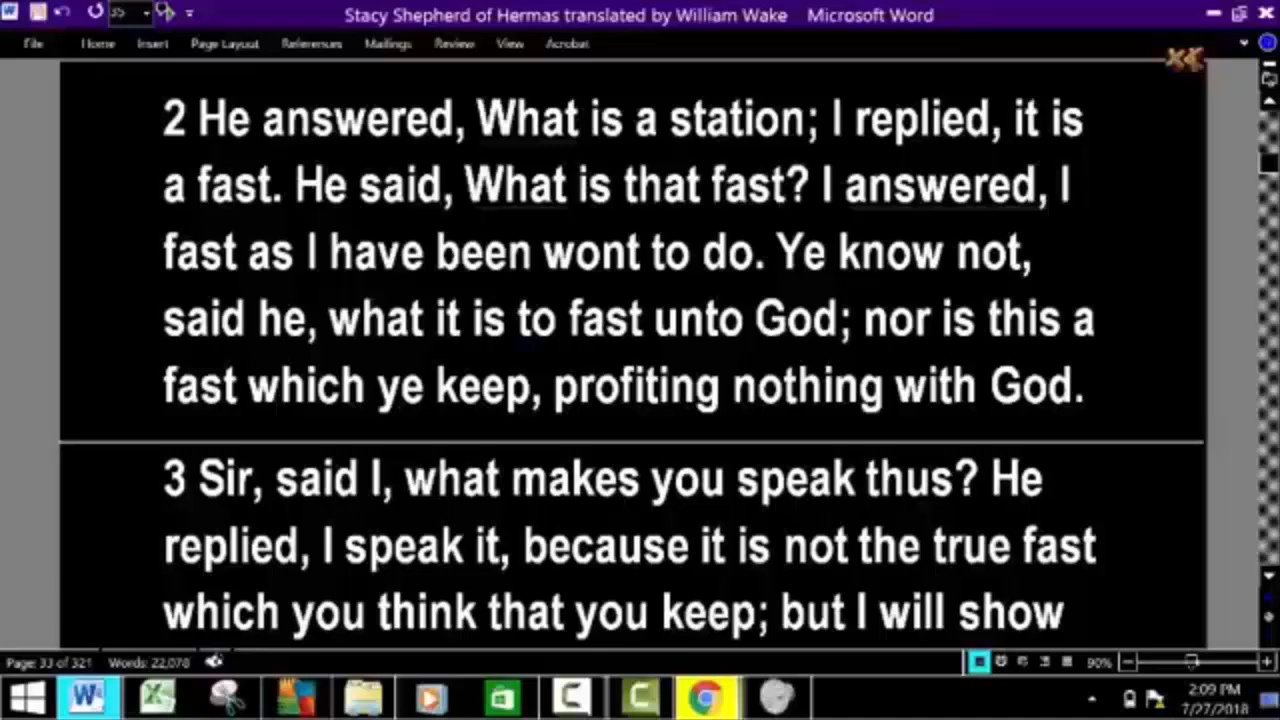 35
Stacy Shepherd of Hermas translated by William Wake Microsoft Word
File Home Insert Page Layout References Mailings Review View Acrobat
2 He answered, What is a station; I replied, it is
a fast. He said, What is that fast? I answered, I
fast as I have been wont to do. Ye know not,
said he, what it is to fast unto God; nor is this a
fast which ye keep, profiting nothing with God.
3 Sir, said I, what makes you speak thus? He
replied, I speak it, because it is not the true fast
which you think that you keep; but I will show
Page: 33 of 321 Words: 22,078 90%
2:09 PM
7/27/2018